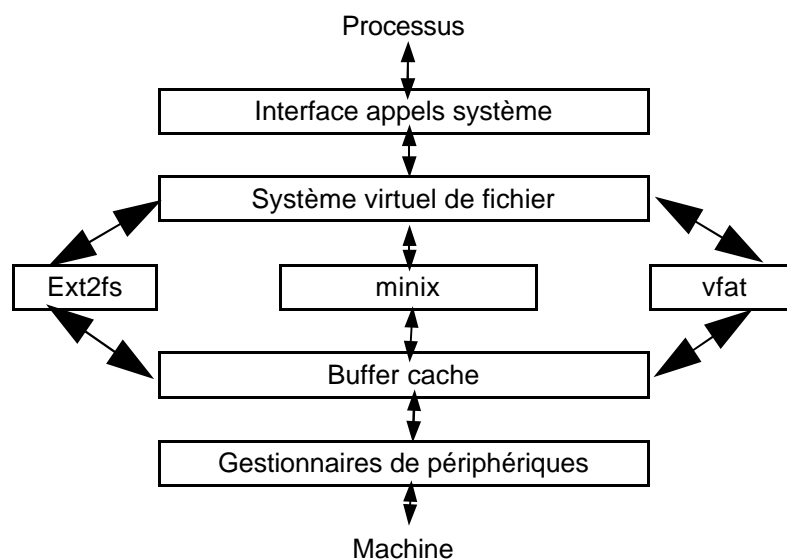 Processus
Interface appels système
Système virtuel de fichier
Ext2fs
minix
vfat
Buffer cache
Gestionnaires de périphériques
Machine